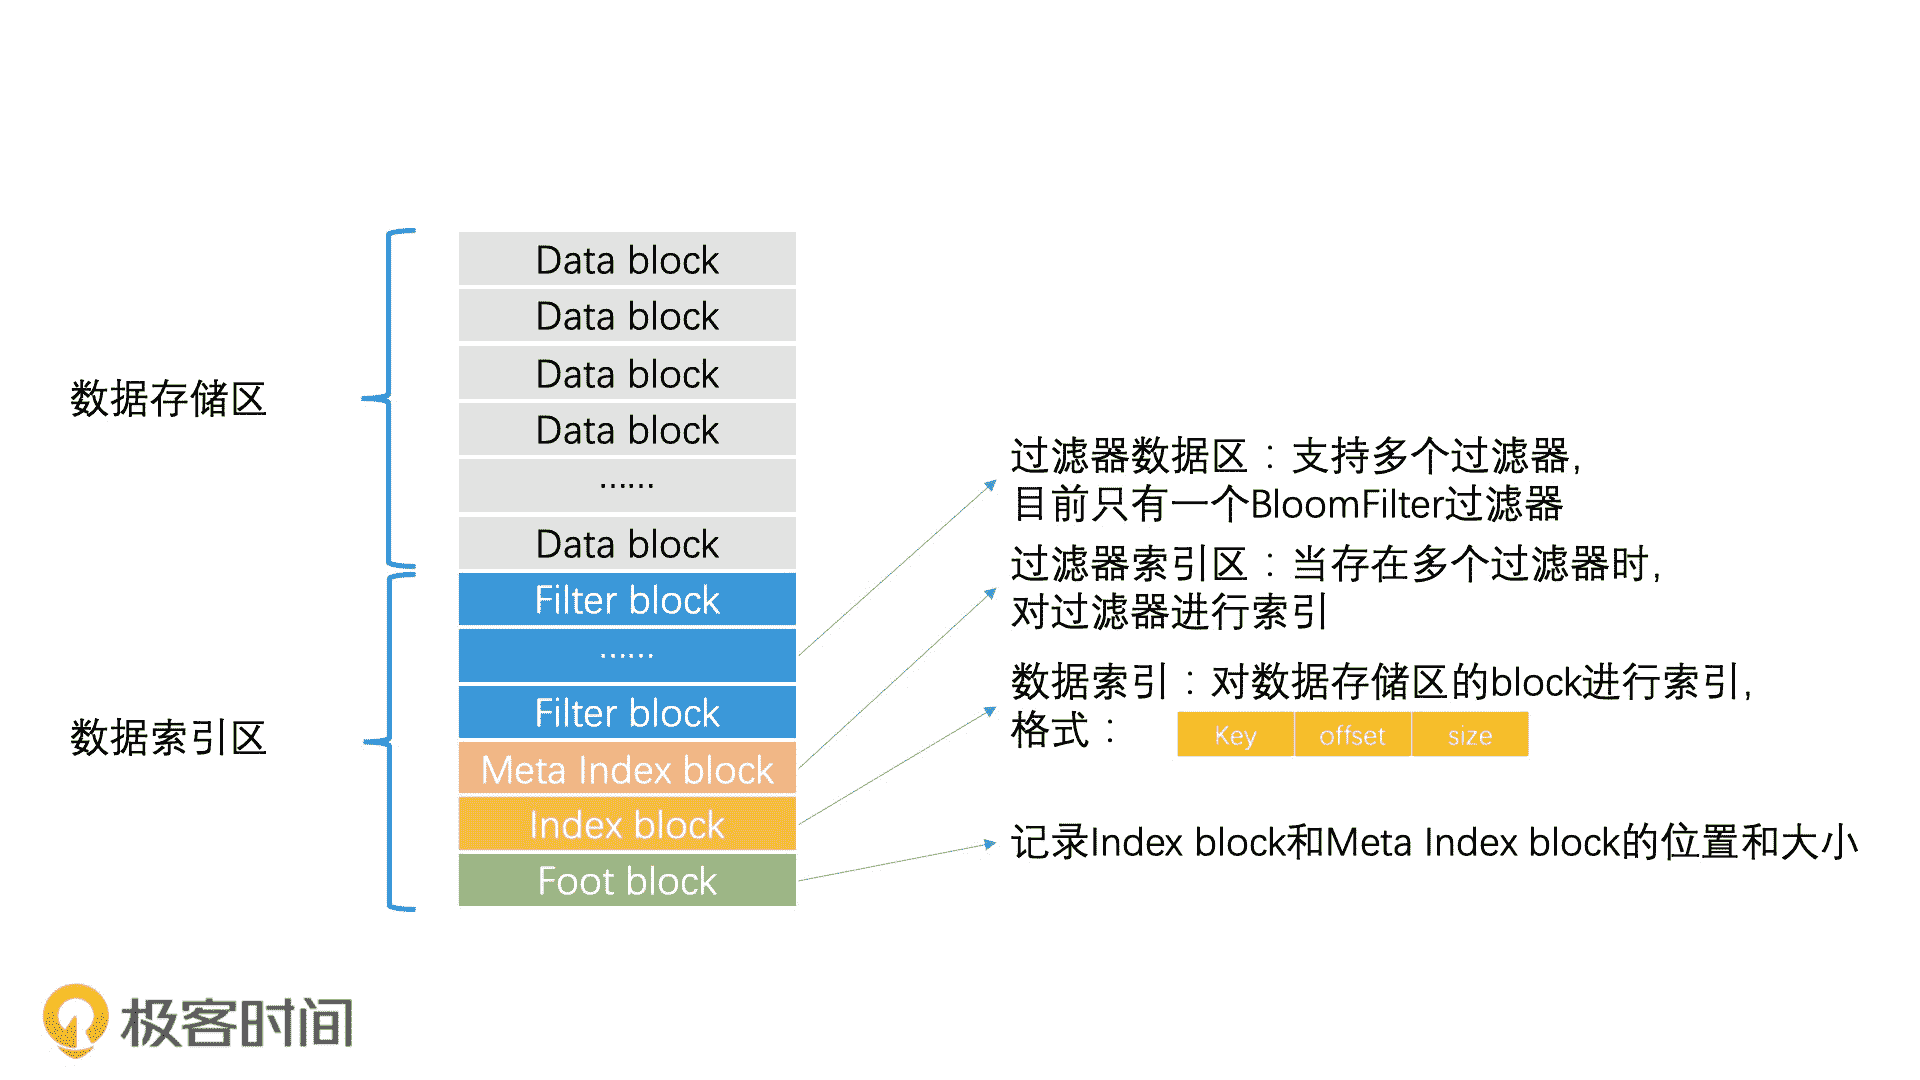 数据存储区
Data block
Data block
Data block
Data block
……
Data block
数据索引区
Filter block
……
Filter block
Meta Index block
Index block
Foot block
过滤器数据区：支持多个过滤器，
目前只有一个BloomFilter过滤器
过滤器索引区：当存在多个过滤器时，
对过滤器进行索引
数据索引：对数据存储区的block进行索引，
格式： Key offset size
记录Index block和Meta Index block的位置和大小
极客时间